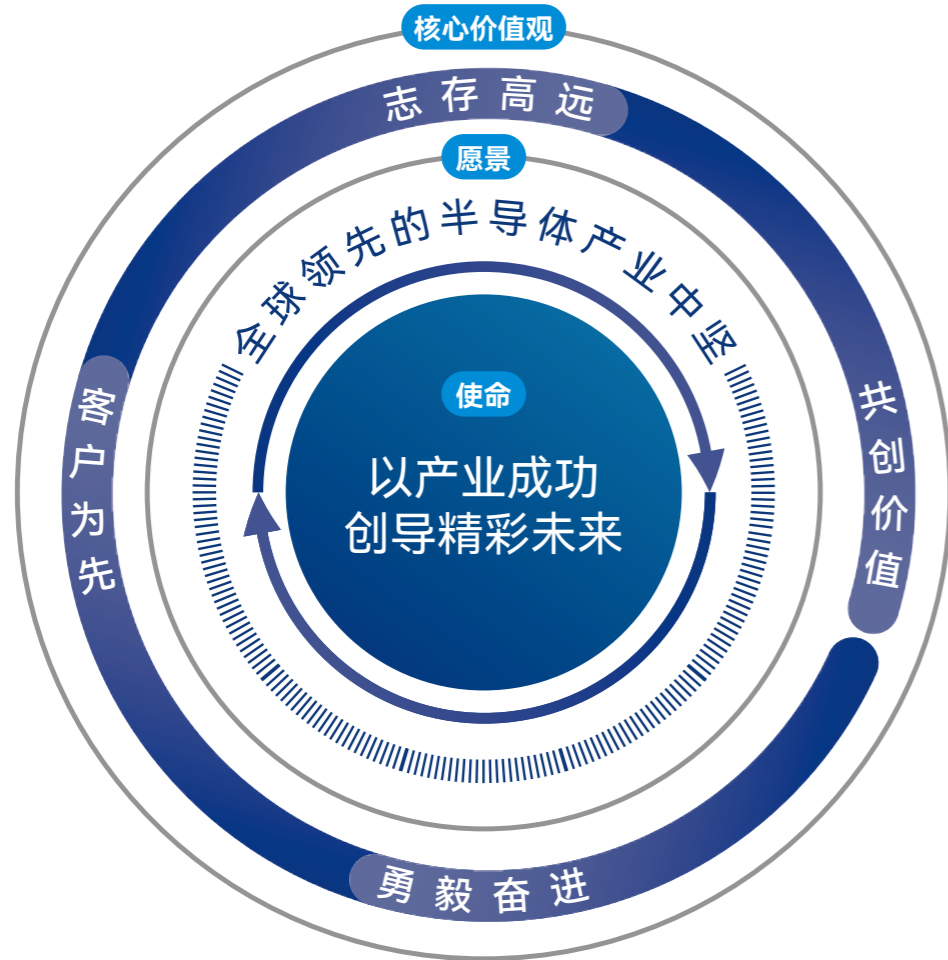 核心价值观
志存高远
愿景
全球领先的半导体产业中坚
使命
以产业成功
创导精彩未来
客户为先
共创价值
勇毅奋进